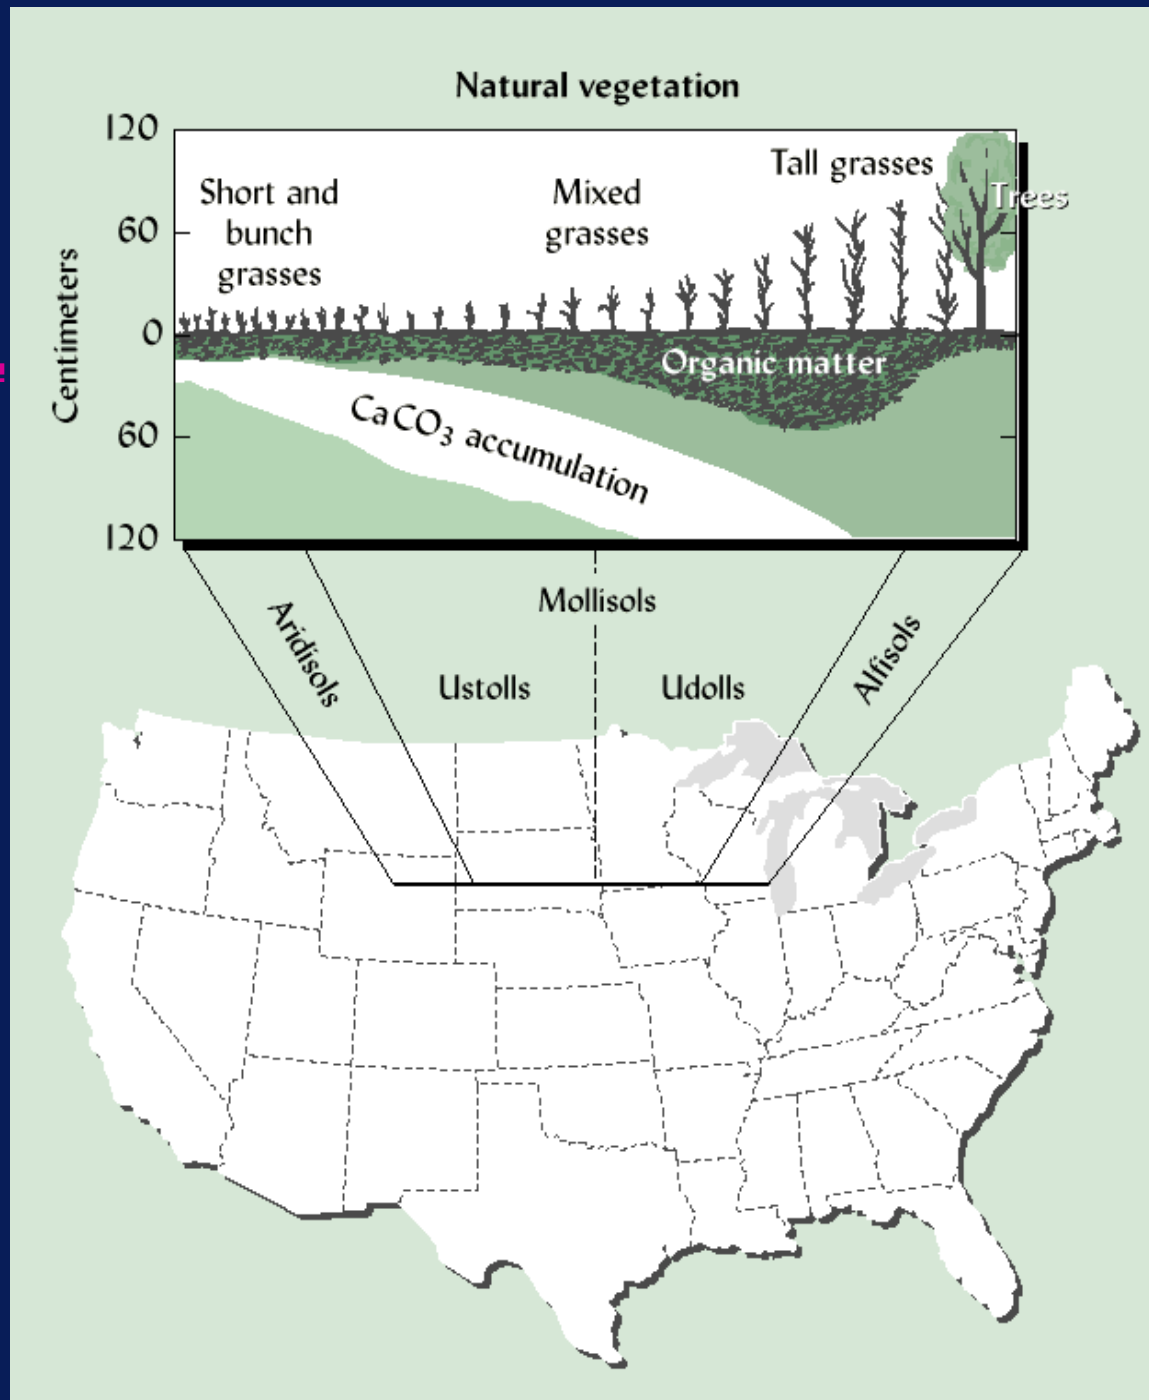 Natural vegetation
120
Tall grasses
Trees
Short and
bunch
grasses
Mixed
grasses
60
Centimeters
0
Organic matter
CaCO₃ accumulation
60
120
Mollisols
Aridisols
Ustolls
Udolls
Alfisols